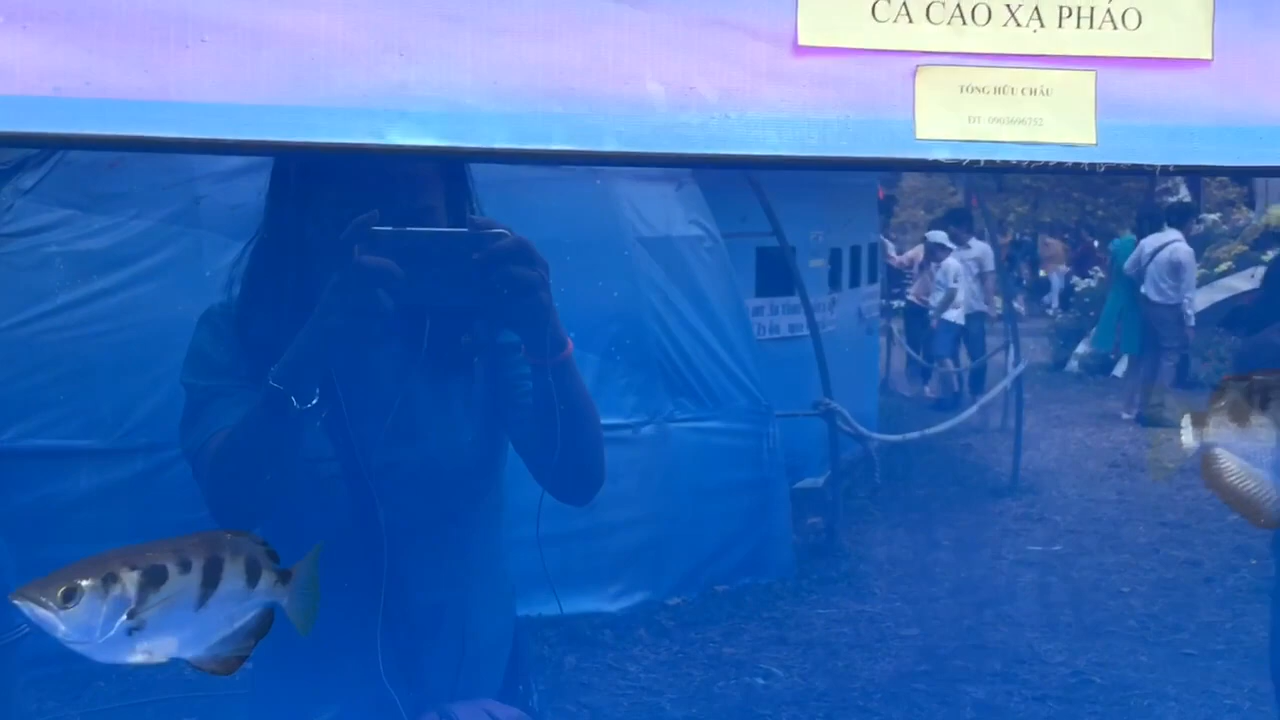 CÁ CAO XẠ PHÁO
TỐNG HỮU CHÂU
ĐT: 0903696752